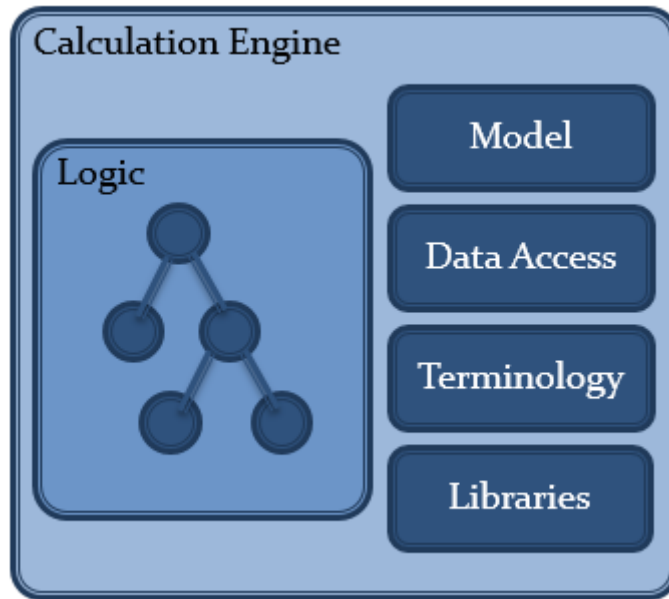 Calculation Engine
Logic
Model
Data Access
Terminology
Libraries